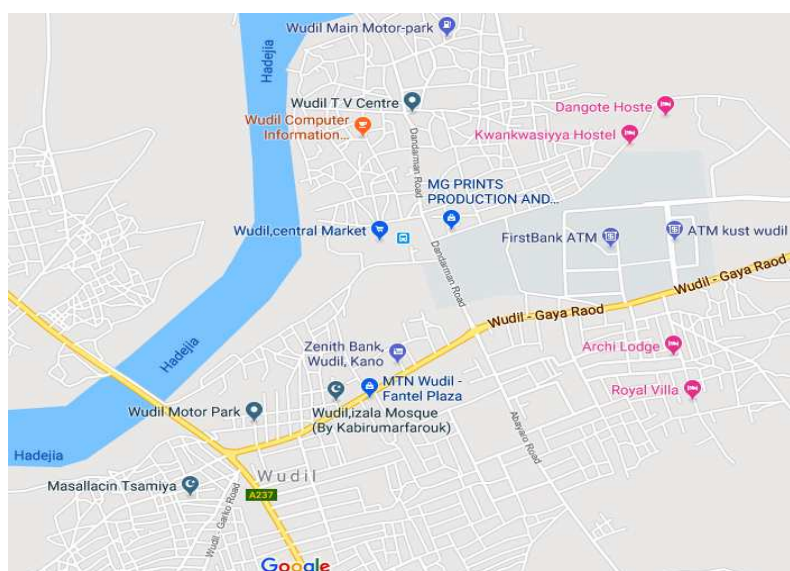 Wudil Main Motor-park
Hadejia
Wudil T V Centre
Dangote Hoste
Wudil Computer
Information...
Kwankwasiyya Hostel
Dandarman Road
MG PRINTS
PRODUCTION AND...
Wudil,central Market
FirstBank ATM
ATM kust wudil
Dandarman Road
Wudil - Gaya Raod
Wudil - Gaya Raod
Zenith Bank,
Wudil, Kano
Archi Lodge
Hadejia
MTN Wudil -
Fantel Plaza
Royal Villa
Wudil Motor Park
Wudil,izala Mosque
(By Kabirumarfarouk)
Abayaro Road
Hadejia
Wudil
Masallacin Tsamiya
A237
Wudil - Garko Road
Google